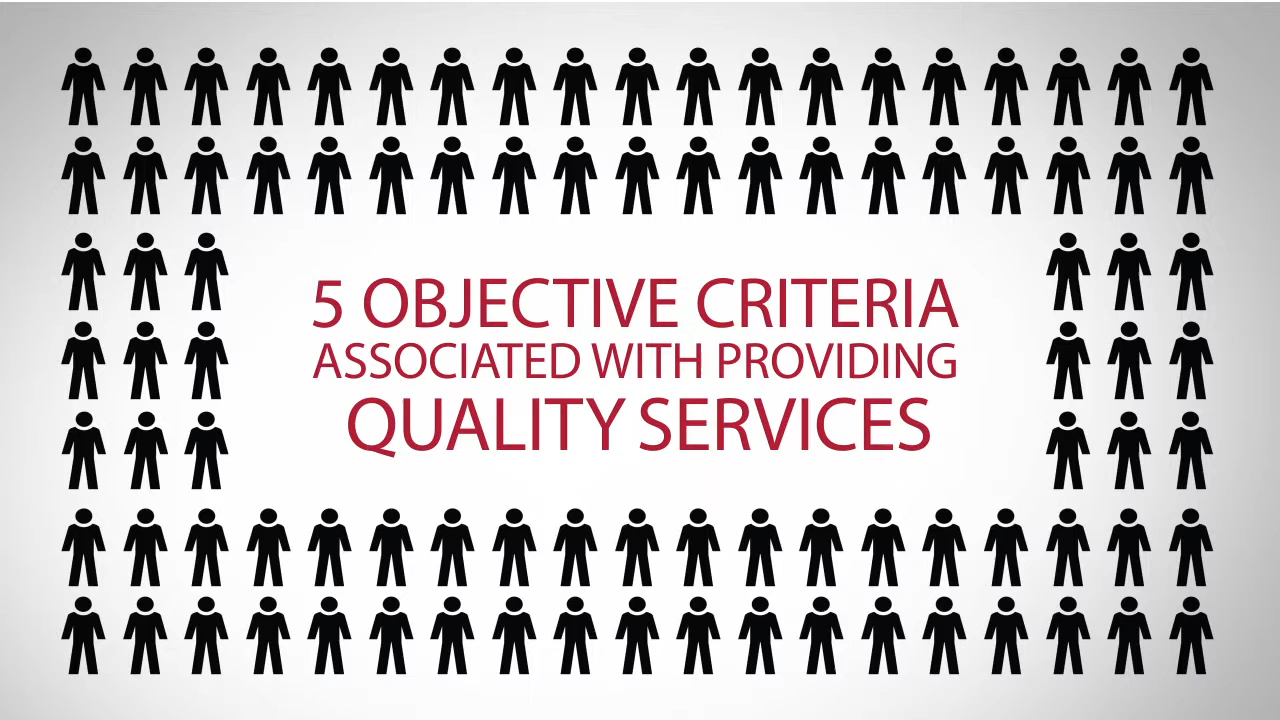 5 OBJECTIVE CRITERIA
ASSOCIATED WITH PROVIDING
QUALITY SERVICES